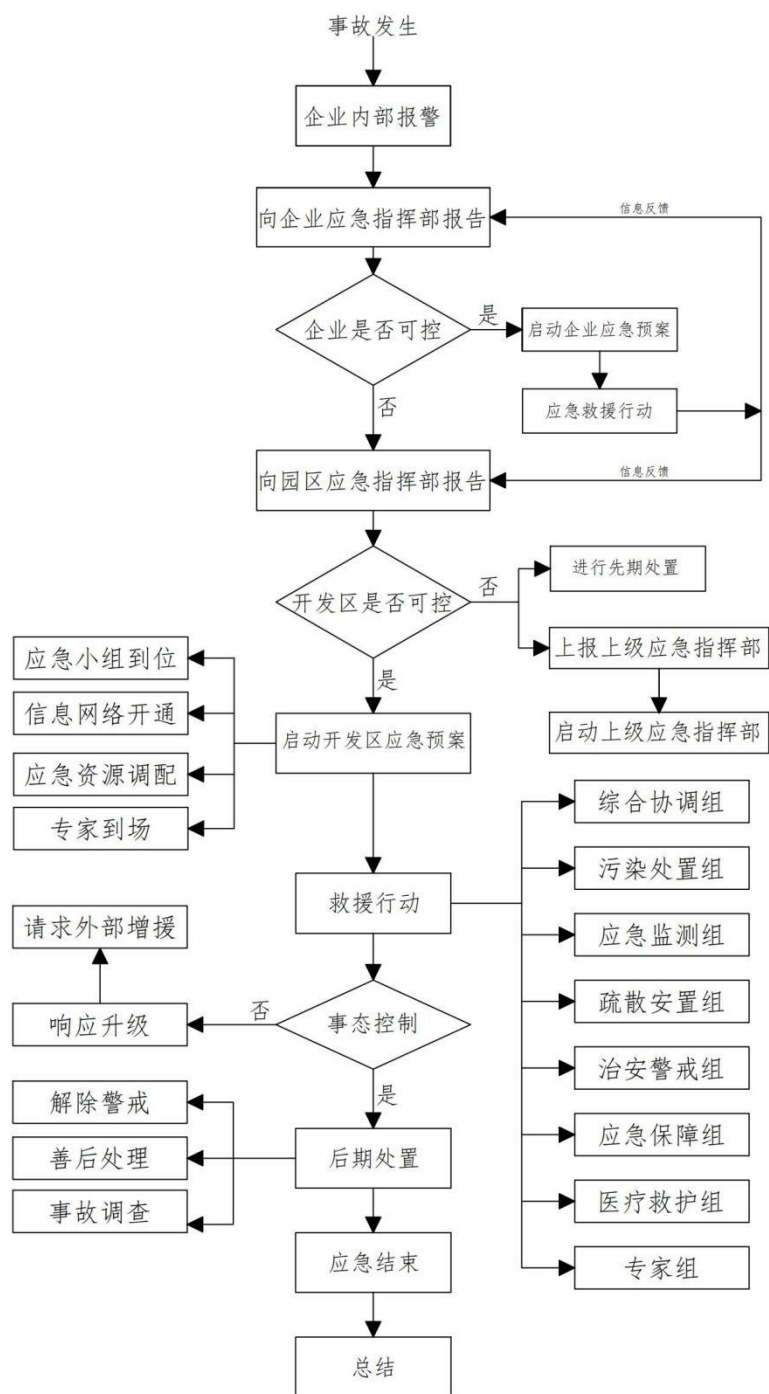 事故发生
企业内部报警
向企业应急指挥部报告
信息反馈
企业是否可控
是
启动企业应急预案
应急救援行动
否
向园区应急指挥部报告
信息反馈
开发区是否可控
否
进行先期处置
上报上级应急指挥部
启动上级应急指挥部
是
应急小组到位
信息网络开通
启动开发区应急预案
应急资源调配
专家到场
综合协调组
污染处置组
应急监测组
疏散安置组
治安警戒组
应急保障组
医疗救护组
专家组
救援行动
请求外部增援
响应升级
否
事态控制
是
解除警戒
善后处理
事故调查
后期处置
应急结束
总结